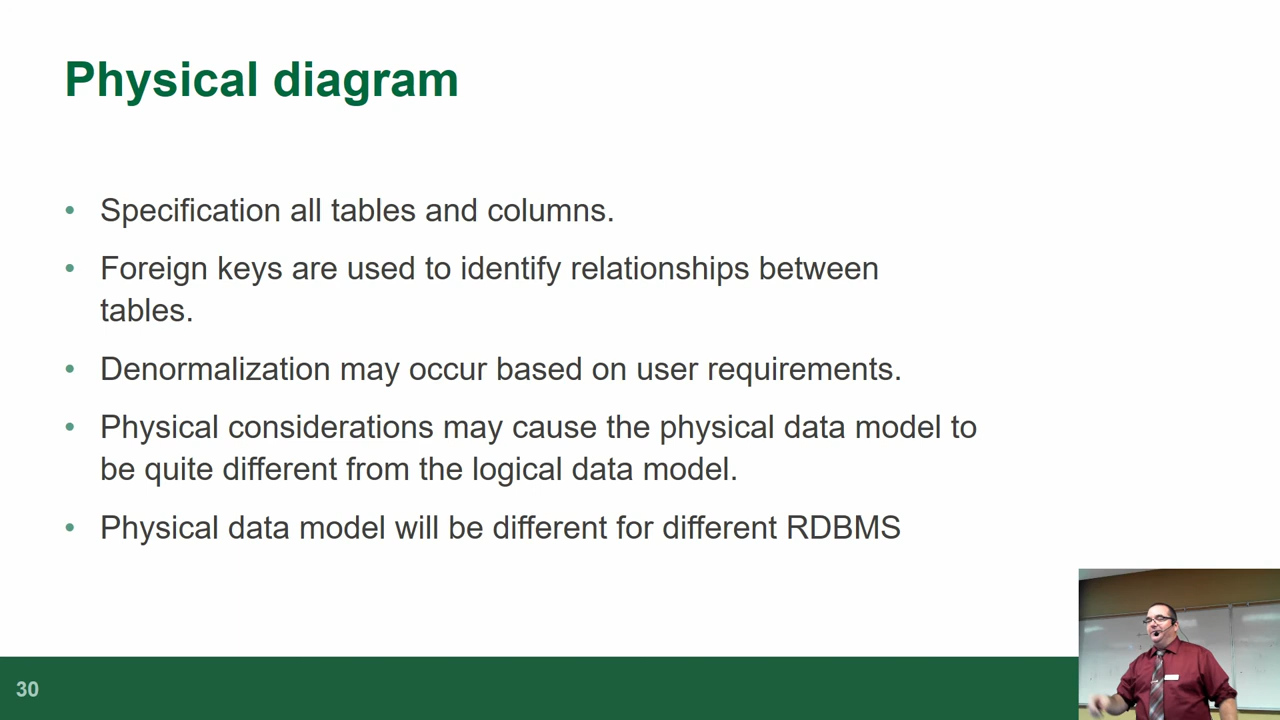 Physical diagram
• Specification all tables and columns.
• Foreign keys are used to identify relationships between
tables.
• Denormalization may occur based on user requirements.
• Physical considerations may cause the physical data model to
be quite different from the logical data model.
• Physical data model will be different for different RDBMS
30